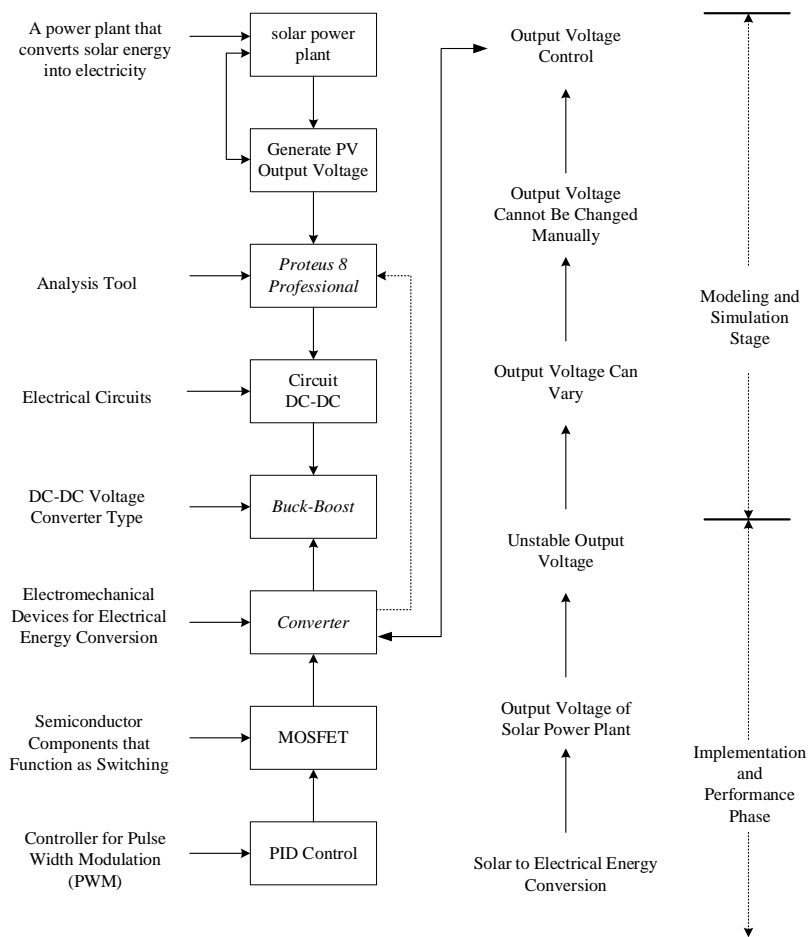 A power plant that
converts solar energy
into electricity
solar power
plant
Generate PV
Output Voltage
Analysis Tool
Proteus 8
Professional
Electrical Circuits
Circuit
DC-DC
DC-DC Voltage
Converter Type
Buck-Boost
Electromechanical
Devices for Electrical
Energy Conversion
Converter
Semiconductor
Components that
Function as Switching
MOSFET
Controller for Pulse
Width Modulation
(PWM)
PID Control
Output Voltage
Control
Output Voltage
Cannot Be Changed
Manually
Output Voltage Can
Vary
Unstable Output
Voltage
Output Voltage of
Solar Power Plant
Solar to Electrical Energy
Conversion
Modeling and
Simulation
Stage
Implementation
and
Performance
Phase